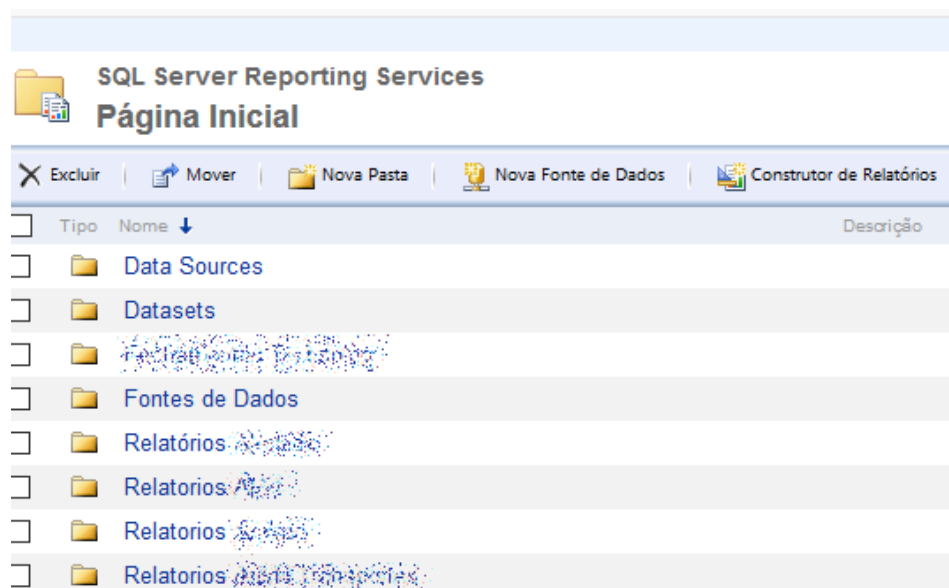 SQL Server Reporting Services
Página Inicial
Excluir Mover Nova Pasta Nova Fonte de Dados Construtor de Relatórios
Tipo Nome Descrição
Data Sources
Datasets
Fontes de Dados
Relatórios
Relatorios
Relatorios
Relatorios